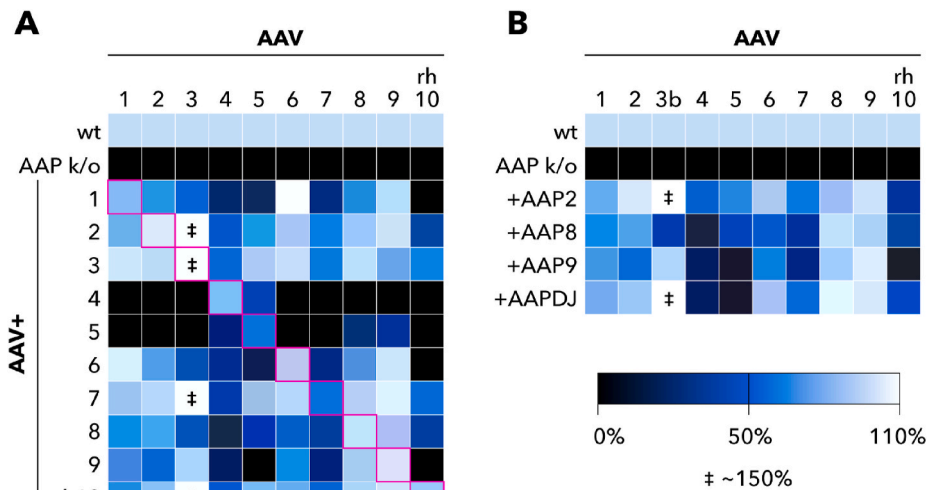 A
AAV
rh
1 2 3 4 5 6 7 8 9 10
wt
AAP k/o
1
2 ‡
3 ‡
4
5
6
7 ‡
8
9
AAV+
B
AAV
rh
1 2 3b 4 5 6 7 8 9 10
wt
AAP k/o
+AAP2 ‡
+AAP8
+AAP9
+AAPDJ ‡
0% 50% 110%
‡ ~150%